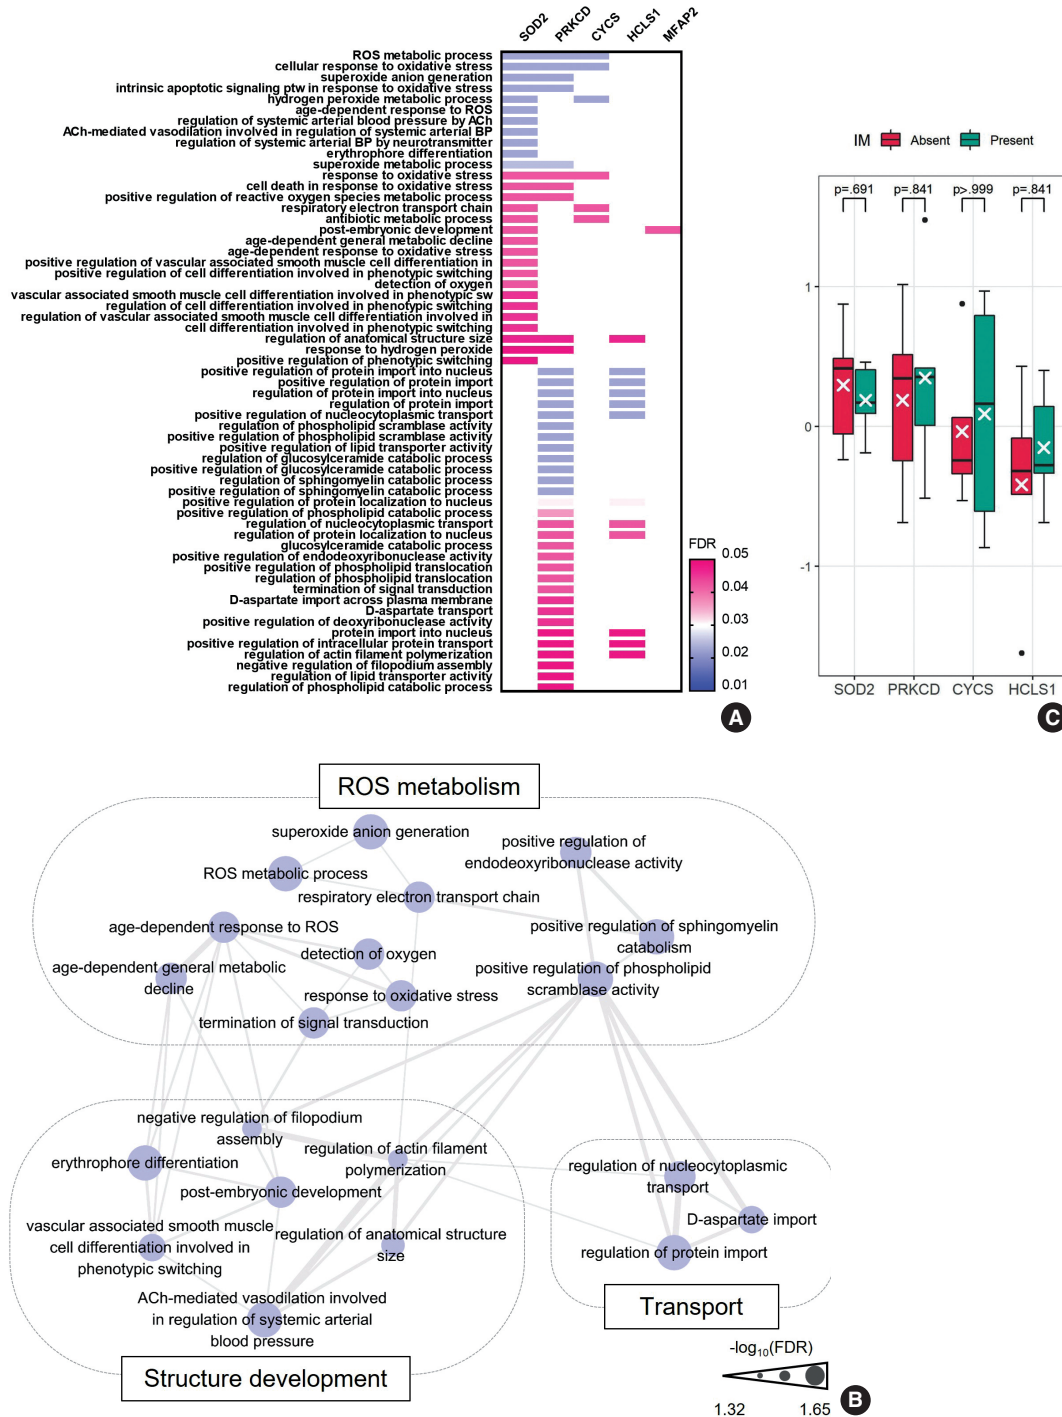 SOD2
PRKCD
CYCS
HCLS1
MFAP2
ROS metabolic process
cellular response to oxidative stress
superoxide anion generation
intrinsic apoptotic signaling ptw in response to oxidative stress
hydrogen peroxide metabolic process
age-dependent response to ROS
regulation of systemic arterial blood pressure by ACh
ACh-mediated vasodilation involved in regulation of systemic arterial BP
regulation of systemic arterial BP by neurotransmitter
erythrophore differentiation
superoxide metabolic process
response to oxidative stress
cell death in response to oxidative stress
positive regulation of reactive oxygen species metabolic process
respiratory electron transport chain
antibiotic metabolic process
post-embryonic development
age-dependent general metabolic decline
age-dependent response to oxidative stress
positive regulation of vascular associated smooth muscle cell differentiation in
positive regulation of cell differentiation involved in phenotypic switching
detection of oxygen
vascular associated smooth muscle cell differentiation involved in phenotypic sw
regulation of cell differentiation involved in phenotypic switching
regulation of vascular associated smooth muscle cell differentiation involved in
cell differentiation involved in phenotypic switching
regulation of anatomical structure size
response to hydrogen peroxide
positive regulation of phenotypic switching
positive regulation of protein import into nucleus
positive regulation of protein import
regulation of protein import into nucleus
regulation of protein import
positive regulation of nucleocytoplasmic transport
regulation of phospholipid scramblase activity
positive regulation of phospholipid scramblase activity
positive regulation of lipid transporter activity
regulation of glucosylceramide catabolic process
positive regulation of glucosylceramide catabolic process
regulation of sphingomyelin catabolic process
positive regulation of sphingomyelin catabolic process
positive regulation of protein localization to nucleus
positive regulation of phospholipid catabolic process
regulation of nucleocytoplasmic transport
regulation of protein localization to nucleus
glucosylceramide catabolic process
positive regulation of endodeoxyribonuclease activity
positive regulation of phospholipid translocation
regulation of phospholipid translocation
termination of signal transduction
D-aspartate import across plasma membrane
D-aspartate transport
positive regulation of deoxyribonuclease activity
protein import into nucleus
positive regulation of intracellular protein transport
regulation of actin filament polymerization
negative regulation of filopodium assembly
regulation of lipid transporter activity
regulation of phospholipid catabolic process
FDR
0.05
0.04
0.03
0.02
0.01
A
IM Absent Present
p=.691
p=.841
p>.999
p=.841
1
0
-1
SOD2
PRKCD
CYCS
HCLS1
C
ROS metabolism
superoxide anion generation
positive regulation of
endodeoxyribonuclease activity
ROS metabolic process
respiratory electron transport chain
age-dependent response to ROS
positive regulation of sphingomyelin
catabolism
detection of oxygen
age-dependent general metabolic
decline
positive regulation of phospholipid
scramblase activity
response to oxidative stress
termination of signal transduction
negative regulation of filopodium
assembly
regulation of actin filament
polymerization
erythrophore differentiation
post-embryonic development
regulation of nucleocytoplasmic
transport
D-aspartate import
regulation of protein import
vascular associated smooth muscle
cell differentiation involved in
phenotypic switching
regulation of anatomical structure
size
ACh-mediated vasodilation involved
in regulation of systemic arterial
blood pressure
Transport
Structure development
-log10(FDR)
1.32
1.65
B